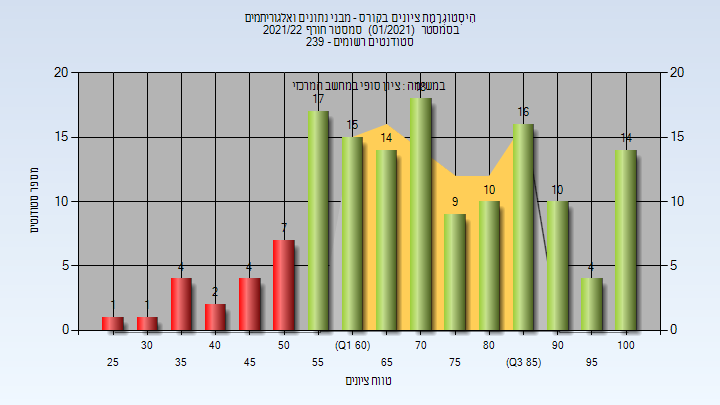 היסטוגרמת ציונים בקורס - מבני נתונים ואלגוריתמים
בסמסטר (01/2021) סמסטר חורף 2021/22
סטודנטים רשומים - 239
במשימה : ציון סופי במחשב המרכזי
20 20
15 15
10 10
5 5
0 0
מספר סטודנטים
1 1 4 2 4 7 17 15 14 18 9 10 16 10 4 14
30 40 50 (Q1 60) 70 80 90 100
25 35 45 55 65 75 (Q3 85) 95
טווח ציונים